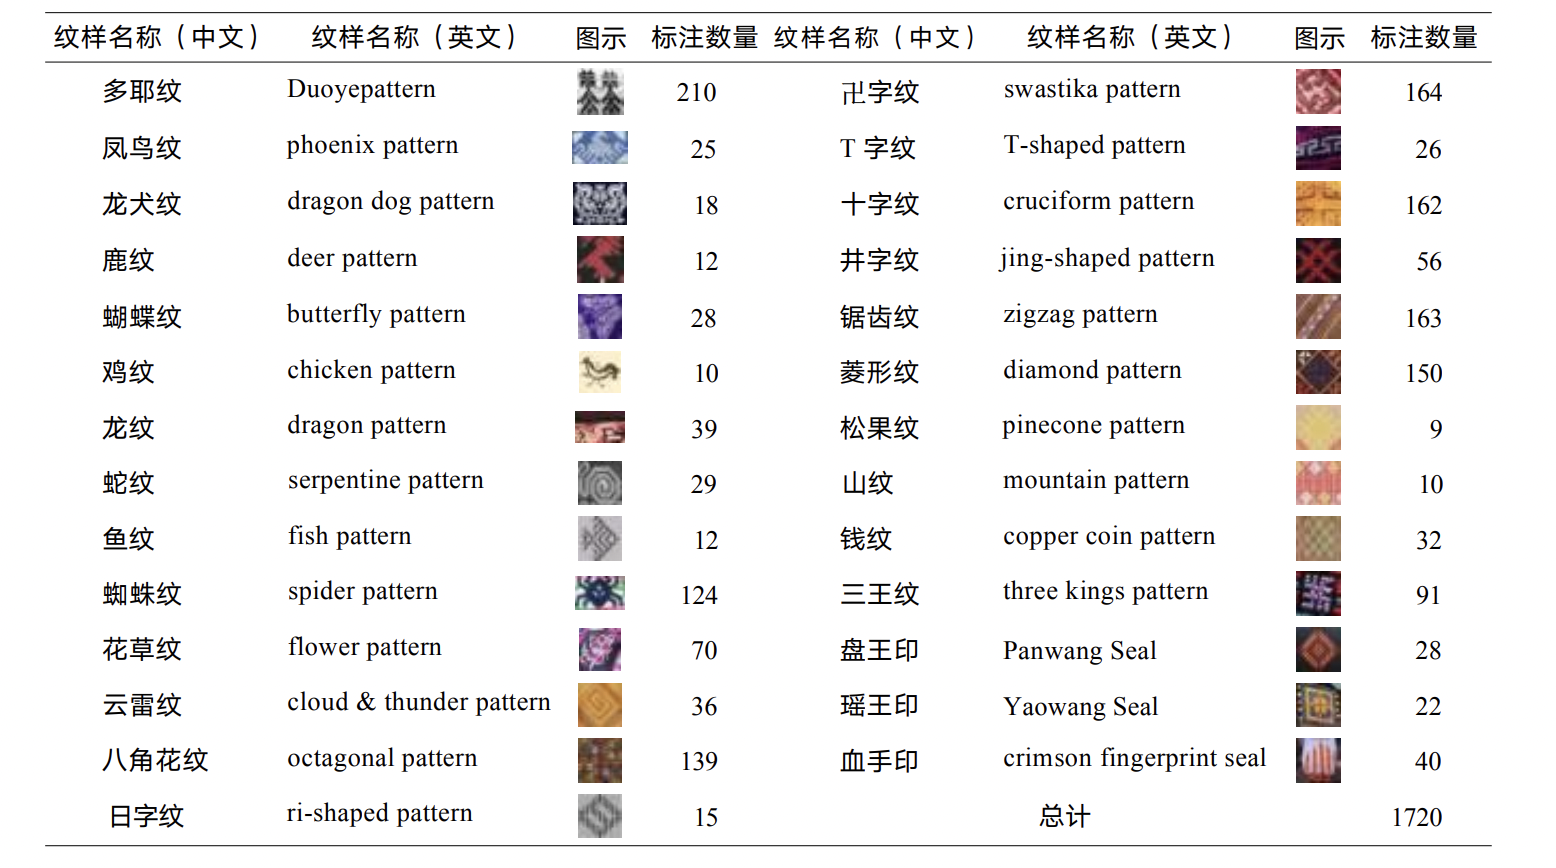 纹样名称（中文） 纹样名称（英文） 图示 标注数量 纹样名称（中文） 纹样名称（英文） 图示 标注数量
多耶纹 Duoyepattern 210 卍字纹 swastika pattern 164
凤鸟纹 phoenix pattern 25 T 字纹 T-shaped pattern 26
龙犬纹 dragon dog pattern 18 十字纹 cruciform pattern 162
鹿纹 deer pattern 12 井字纹 jing-shaped pattern 56
蝴蝶纹 butterfly pattern 28 锯齿纹 zigzag pattern 163
鸡纹 chicken pattern 10 菱形纹 diamond pattern 150
龙纹 dragon pattern 39 松果纹 pinecone pattern 9
蛇纹 serpentine pattern 29 山纹 mountain pattern 10
鱼纹 fish pattern 12 钱纹 copper coin pattern 32
蜘蛛纹 spider pattern 124 三王纹 three kings pattern 91
花草纹 flower pattern 70 盘王印 Panwang Seal 28
云雷纹 cloud & thunder pattern 36 瑶王印 Yaowang Seal 22
八角花纹 octagonal pattern 139 血手印 crimson fingerprint seal 40
日字纹 ri-shaped pattern 15 总计 1720